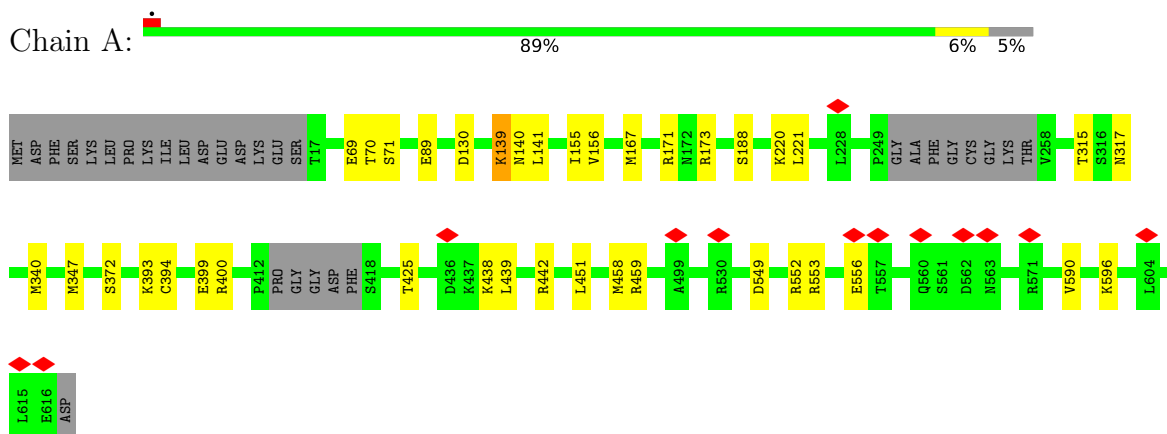 Chain A:
89% 6% 5%
MET ASP PHE SER LYS LEU PRO LYS ILE LEU ASP GLU ASP LYS GLU SER T17 E69 T70 S71 E89 D130 K139 N140 L141 I155 V156 M167 R171 N172 R173 S188 K220 L221 L228 P249 GLY ALA PHE GLY CYS GLY LYS THR V258 T315 S316 N317
M340 M347 S372 K393 C394 E399 R400 P412 PRO GLY GLY ASP PHE S418 T425 D436 K437 K438 L439 R442 L451 M458 R459 A499 R530 D549 R552 R553 E556 T557 Q560 S561 D562 N563 R571 V590 K596 L604
L615 E616 ASP